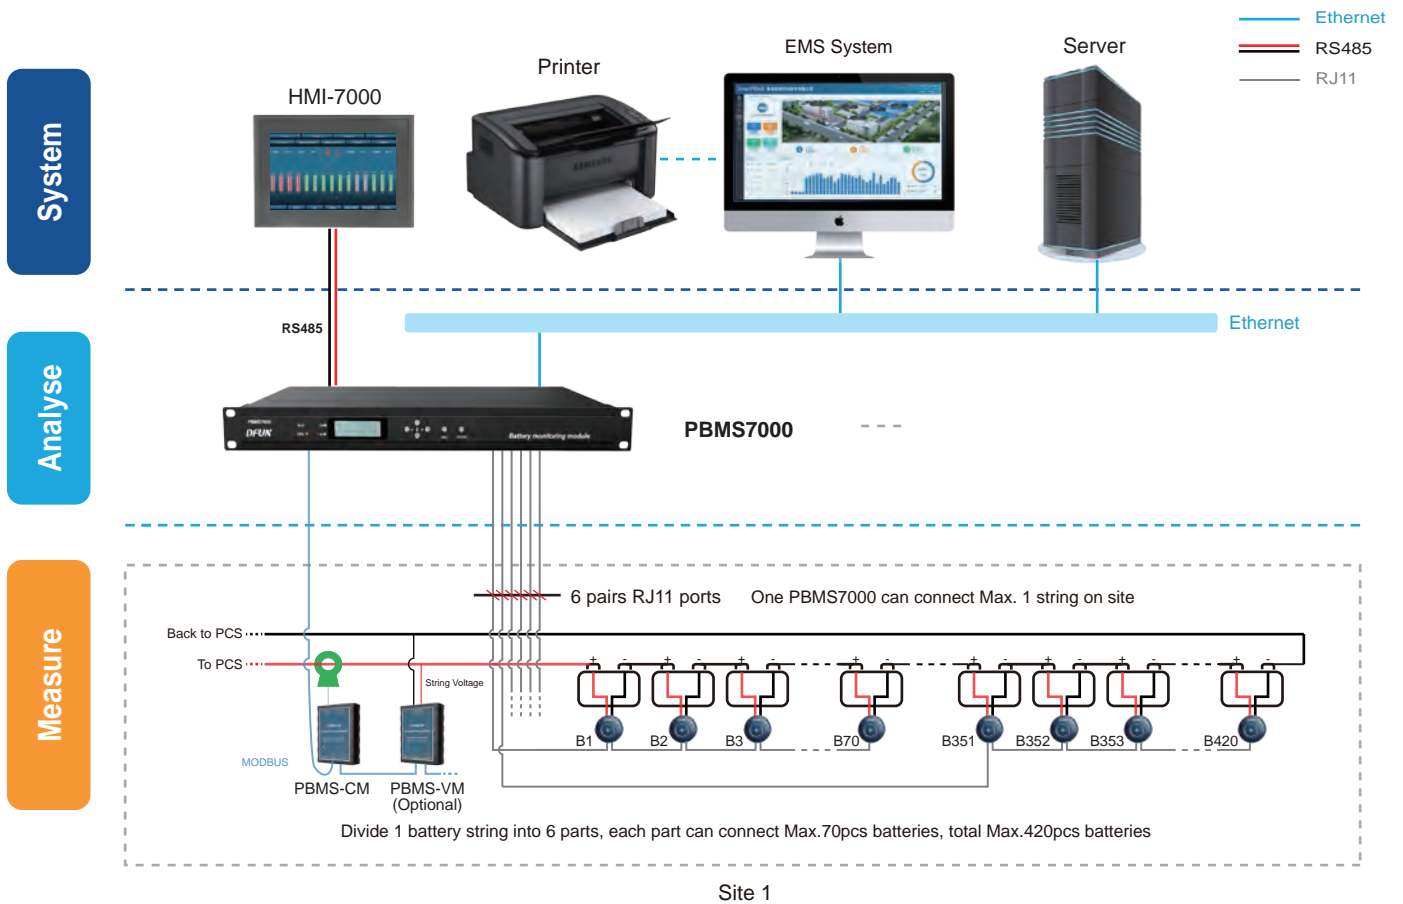 Ethernet
RS485
RJ11
EMS System
Server
Printer
HMI-7000
SAMSUNG
System
RS485
Ethernet
Analyse
PBMS7000
DFUN
Battery monitoring module
PBMS7000
Measure
6 pairs RJ11 ports
One PBMS7000 can connect Max. 1 string on site
Back to PCS
To PCS
String Voltage
+ - + - + - + - + - + - + - + -
B1
B2
B3
B70
B351
B352
B353
B420
MODBUS
PBMS-CM
PBMS-VM
(Optional)
Divide 1 battery string into 6 parts, each part can connect Max.70pcs batteries, total Max.420pcs batteries
Site 1